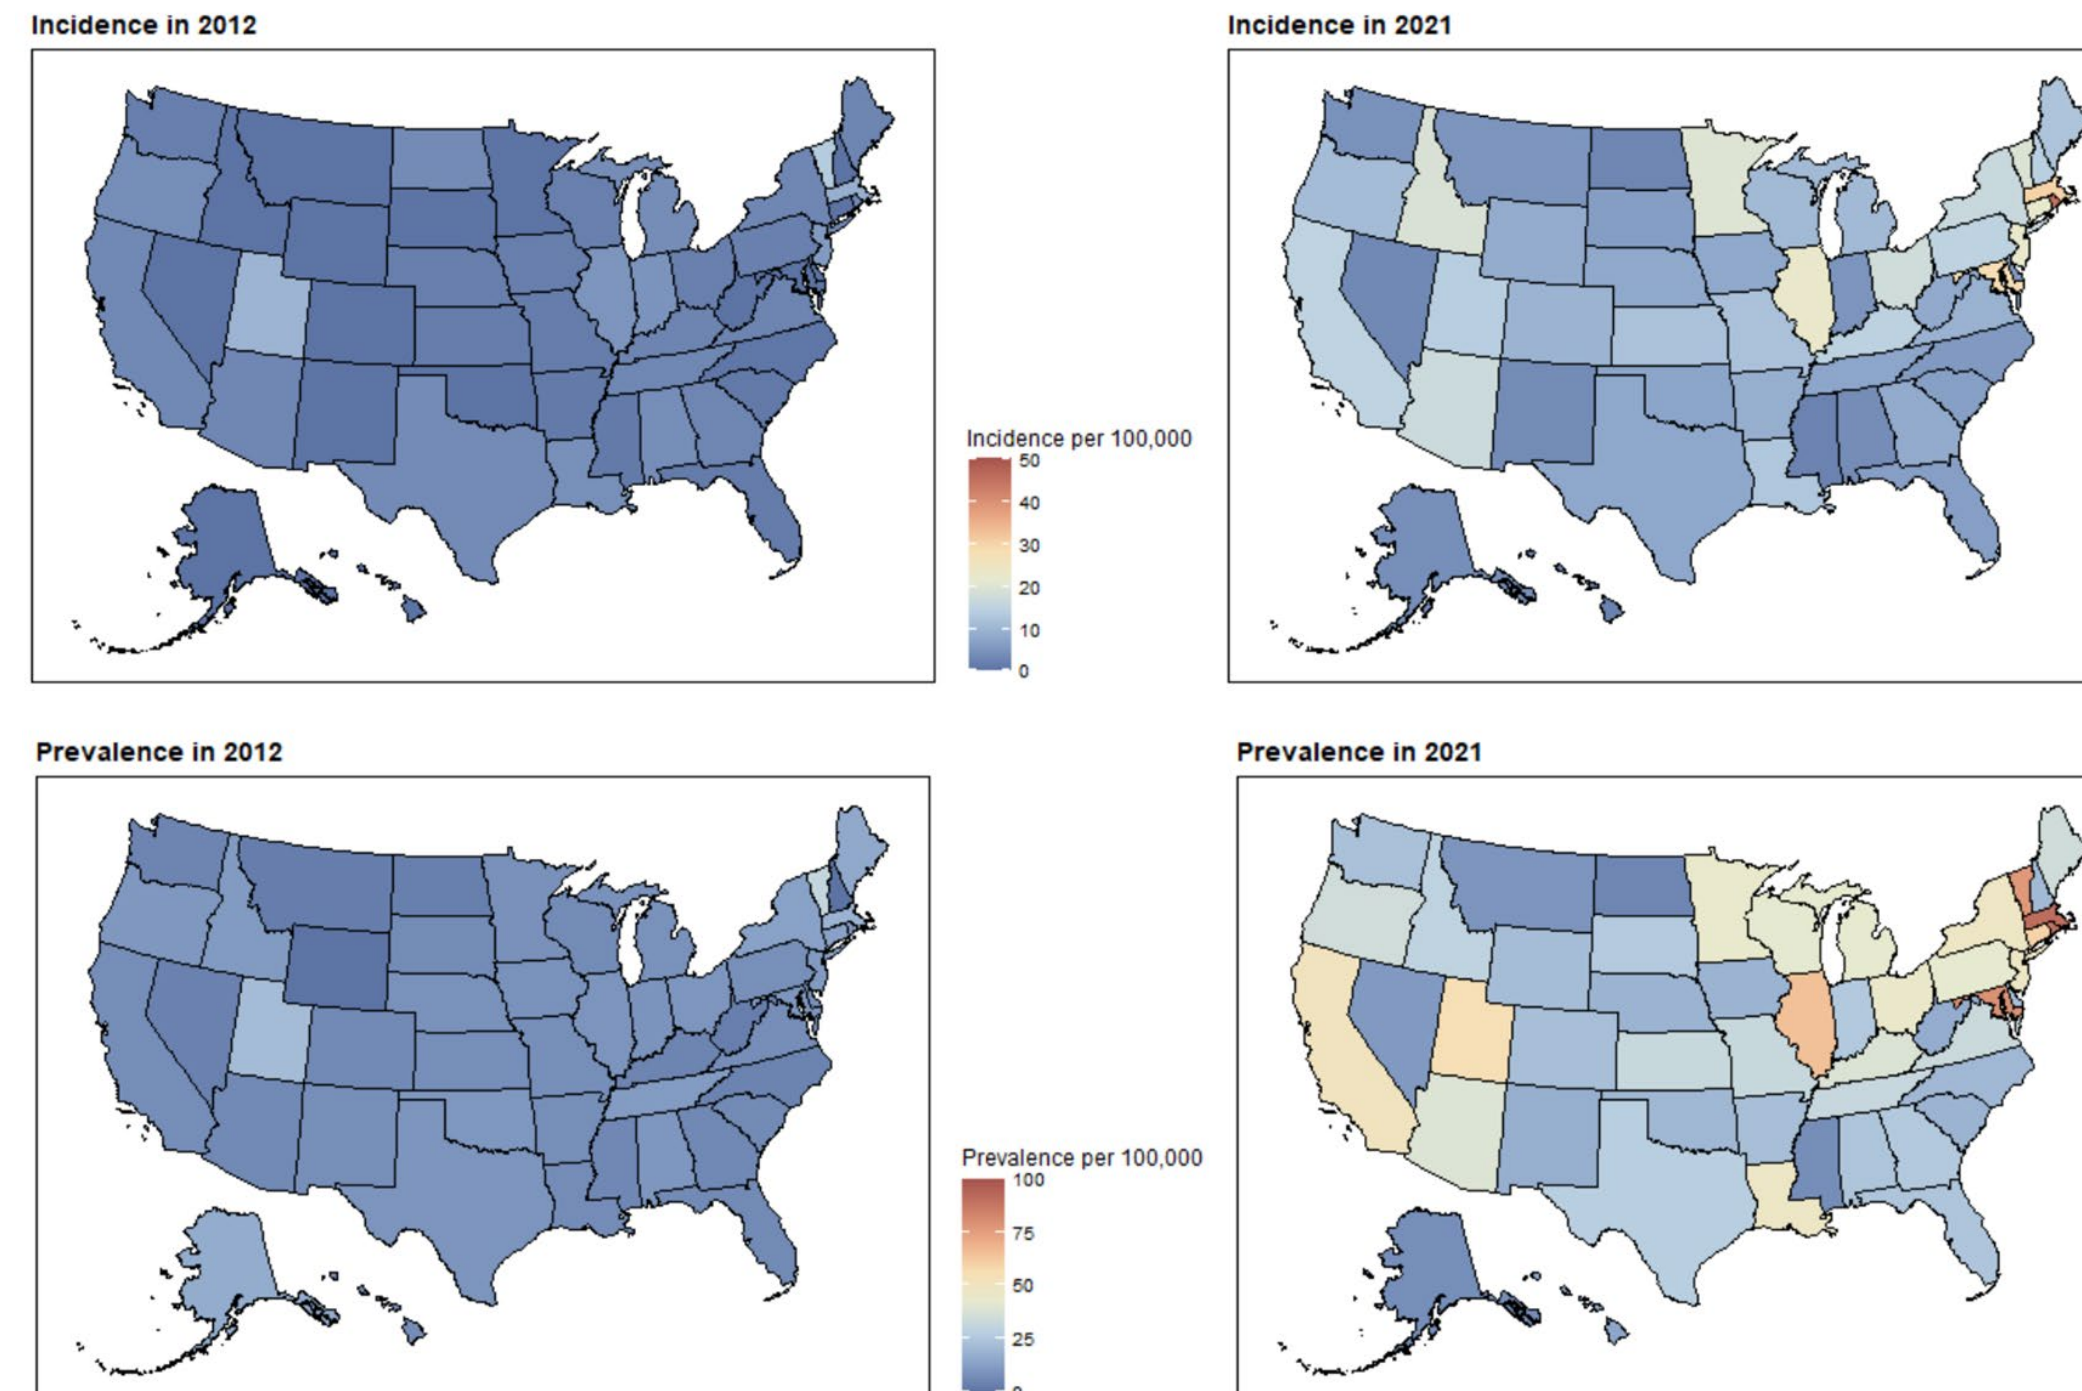 Incidence in 2012
Incidence in 2021
Incidence per 100,000
50
40
30
20
10
0
Prevalence in 2012
Prevalence in 2021
Prevalence per 100,000
100
75
50
25